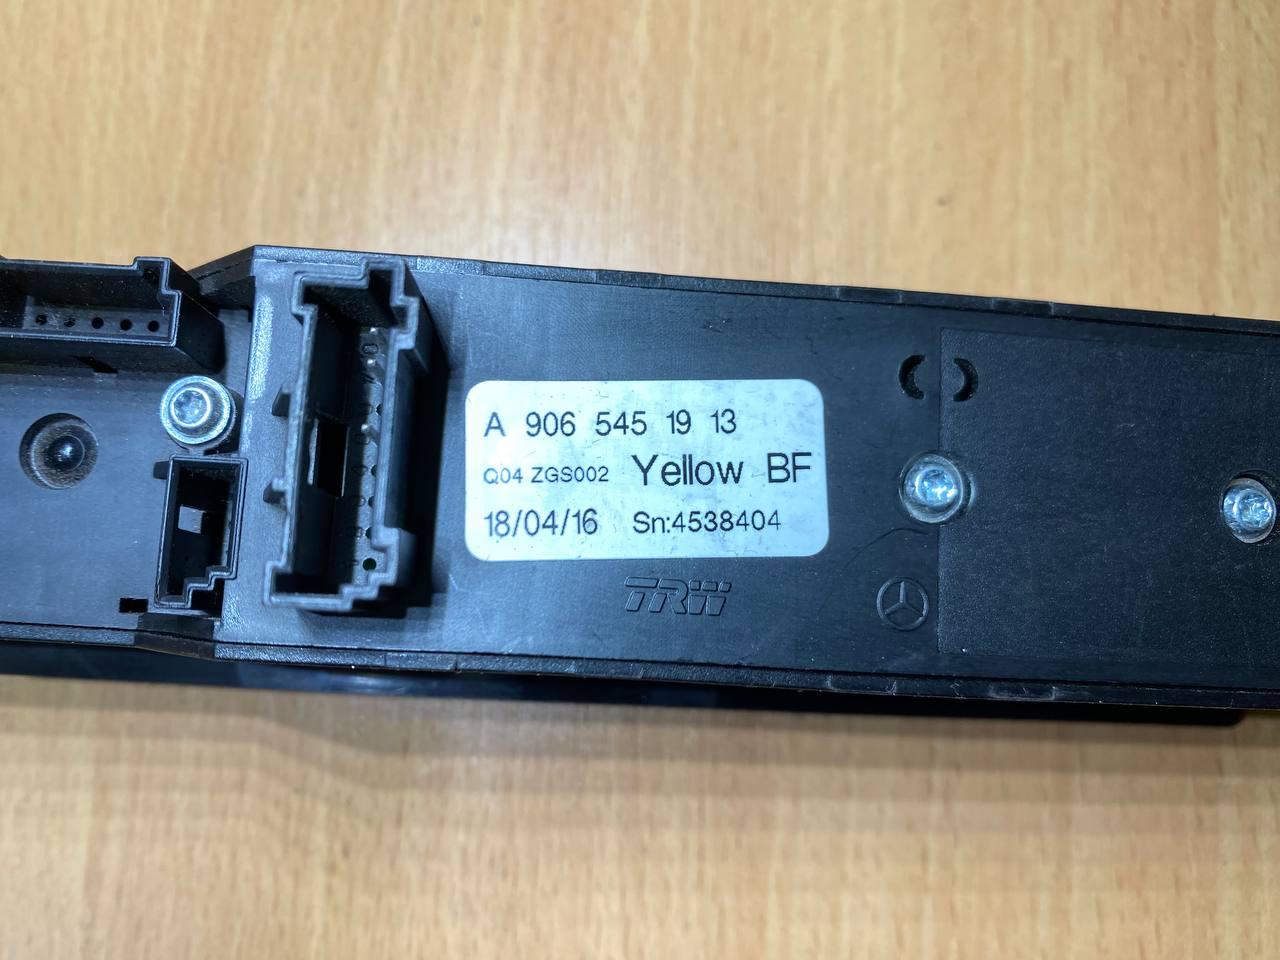 A 906 545 19 13
Q04 ZGS002 Yellow BF
18/04/16 Sn:4538404
TRW